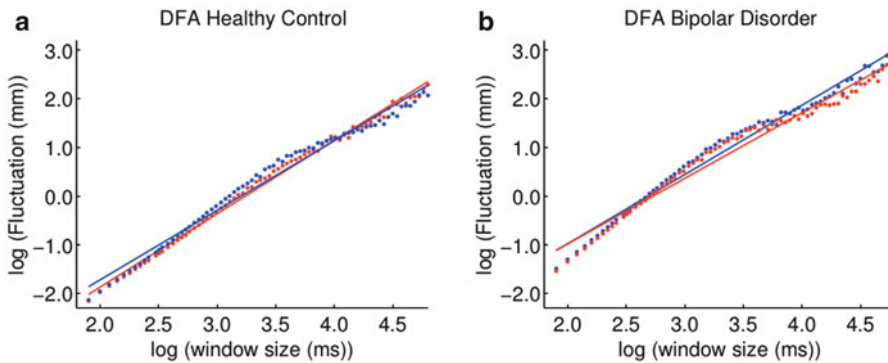 a
DFA Healthy Control
log (Fluctuation (mm))
3.0
2.0
1.0
0.0
−1.0
−2.0
2.0 2.5 3.0 3.5 4.0 4.5
log (window size (ms))
b
DFA Bipolar Disorder
log (Fluctuation (mm))
3.0
2.0
1.0
0.0
−1.0
−2.0
2.0 2.5 3.0 3.5 4.0 4.5
log (window size (ms))